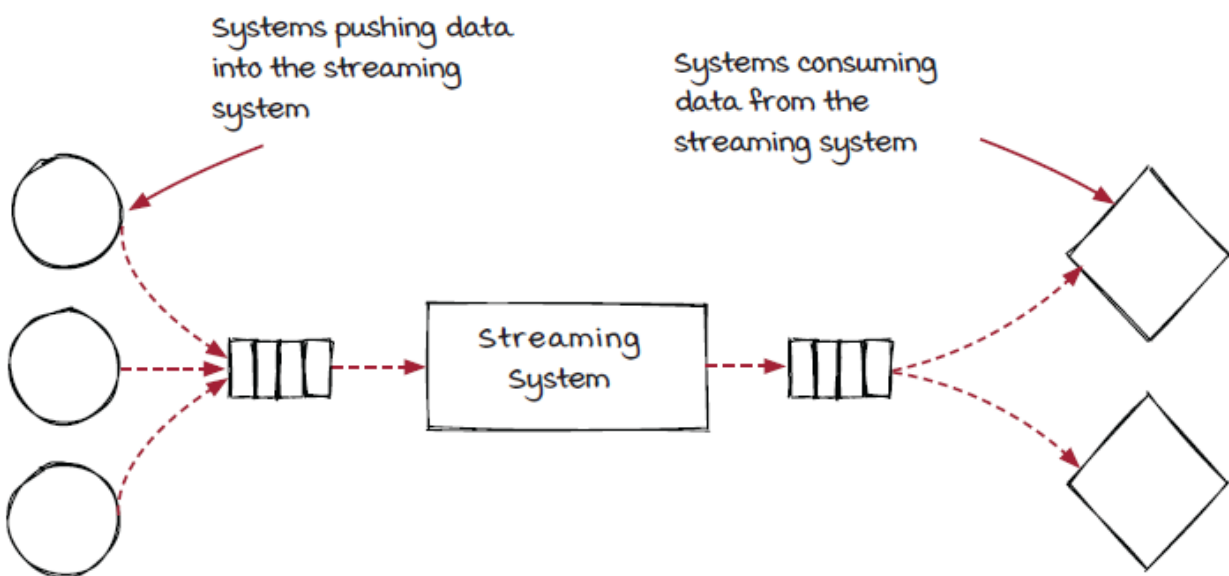 Systems pushing data
into the streaming
system
Systems consuming
data from the
streaming system
Streaming
System